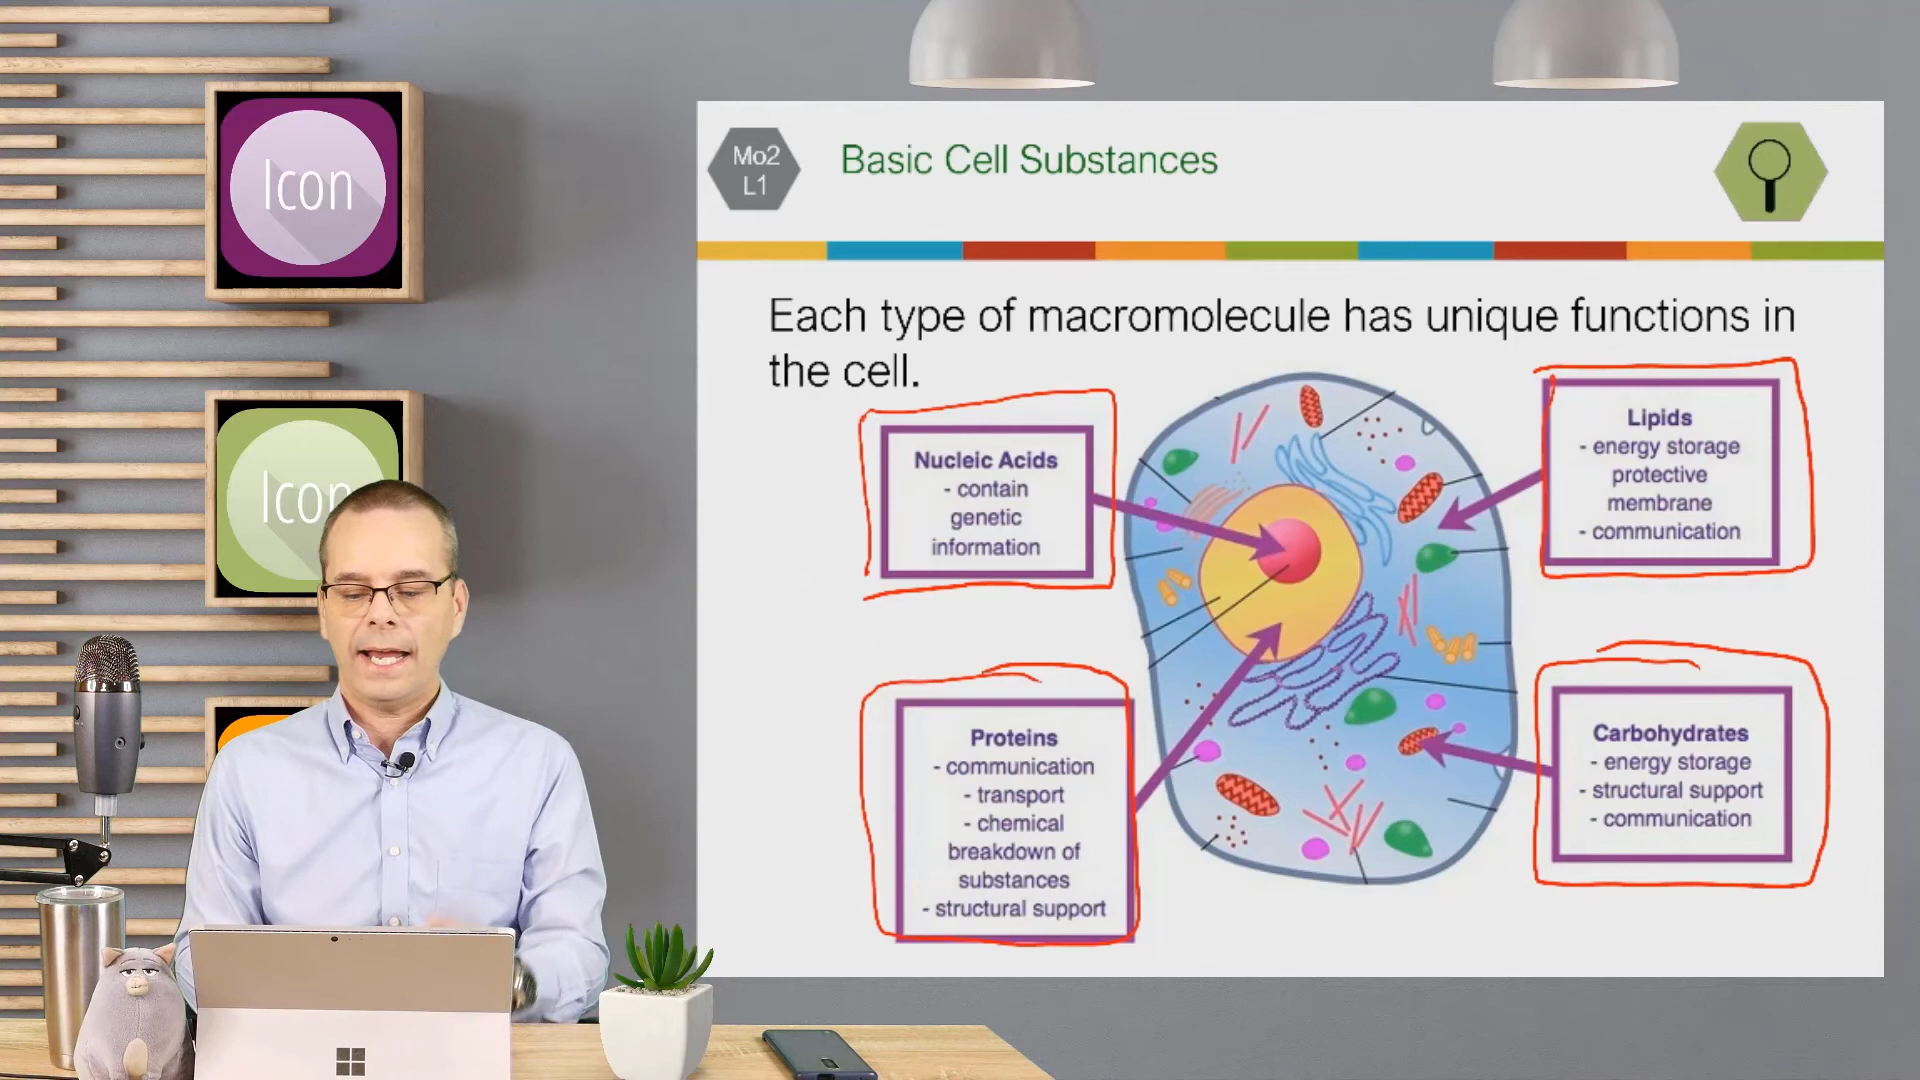 Icon
Icon
Mo2
L1
Basic Cell Substances
Each type of macromolecule has unique functions in
the cell.
Nucleic Acids
- contain
genetic
information
Lipids
- energy storage
protective
membrane
- communication
Proteins
- communication
- transport
- chemical
breakdown of
substances
- structural support
Carbohydrates
- energy storage
- structural support
- communication